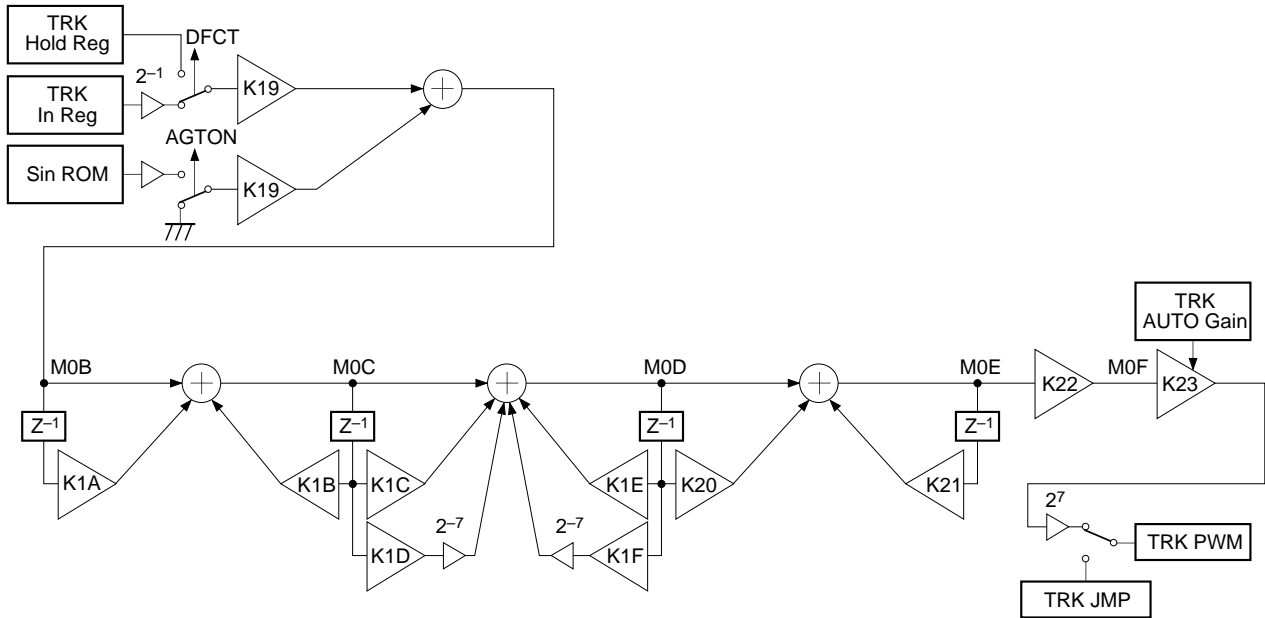 TRK
Hold Reg
DFCT
2–1
K19
TRK
In Reg
AGTON
Sin ROM
K19
TRK
AUTO Gain
M0B
M0C
M0D
M0E
K22
M0F
K23
Z–1
Z–1
Z–1
Z–1
K1A
K1B
K1C
K1E
K20
K21
2–7
2–7
K1D
K1F
27
TRK PWM
TRK JMP